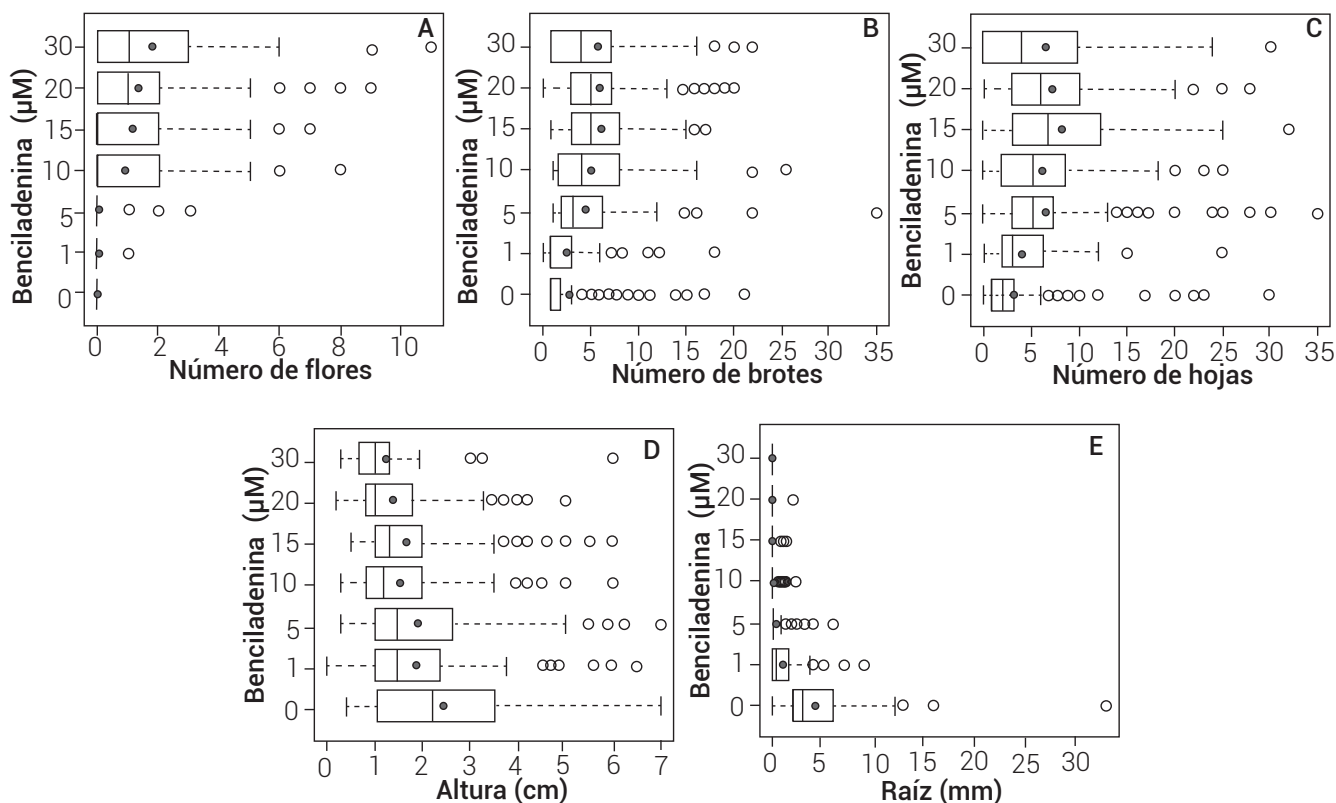 A
Benciladenina (µM)
30
20
15
10
5
1
0
0 2 4 6 8 10
Número de flores
B
Benciladenina (µM)
30
20
15
10
5
1
0
0 5 10 15 20 25 30 35
Número de brotes
C
Benciladenina (µM)
30
20
15
10
5
1
0
0 5 10 15 20 25 30 35
Número de hojas
D
Benciladenina (µM)
30
20
15
10
5
1
0
0 1 2 3 4 5 6 7
Altura (cm)
E
Benciladenina (µM)
30
20
15
10
5
1
0
0 5 10 15 20 25 30
Raíz (mm)